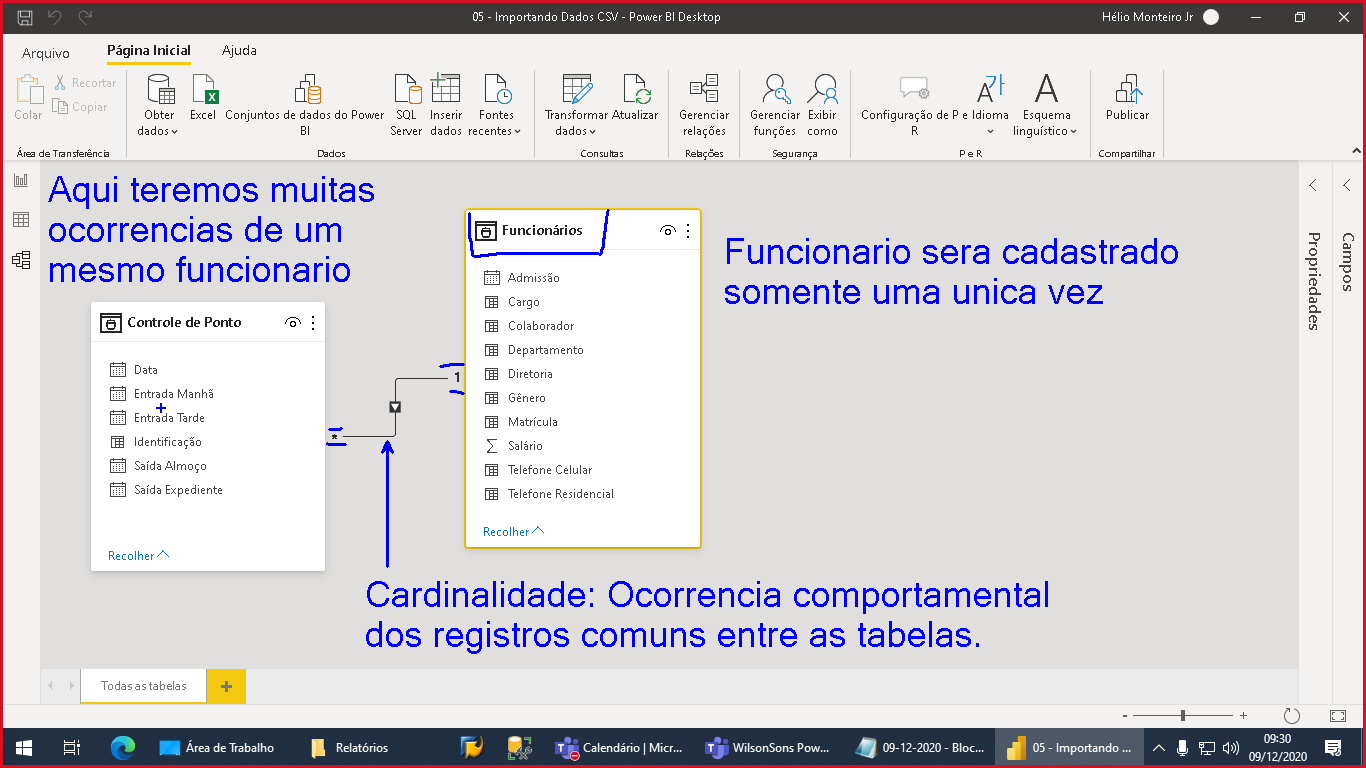 05 - Importando Dados CSV - Power BI Desktop
Hélio Monteiro Jr
Arquivo
Página Inicial
Ajuda
Colar
Recortar
Copiar
Área de Transferência
Obter dados
Excel
Conjuntos de dados do Power BI
SQL Server
Inserir dados
Fontes recentes
Dados
Transformar dados
Atualizar
Consultas
Gerenciar relações
Relações
Gerenciar funções
Exibir como
Segurança
Configuração de P e R
Idioma
Esquema linguístico
P e R
Publicar
Compartilhar
Aqui teremos muitas
ocorrencias de um
mesmo funcionario
Controle de Ponto
Data
Entrada Manhã
Entrada Tarde
Identificação
Saída Almoço
Saída Expediente
Recolher
*
1
Funcionários
Admissão
Cargo
Colaborador
Departamento
Diretoria
Gênero
Matrícula
Salário
Telefone Celular
Telefone Residencial
Recolher
Funcionario sera cadastrado
somente uma unica vez
Cardinalidade: Ocorrencia comportamental
dos registros comuns entre as tabelas.
Propriedades
Campos
Todas as tabelas
Área de Trabalho
Relatórios
Calendário | Micr...
WilsonSons Pow...
09-12-2020 - Bloc...
05 - Importando ...
09:30
09/12/2020